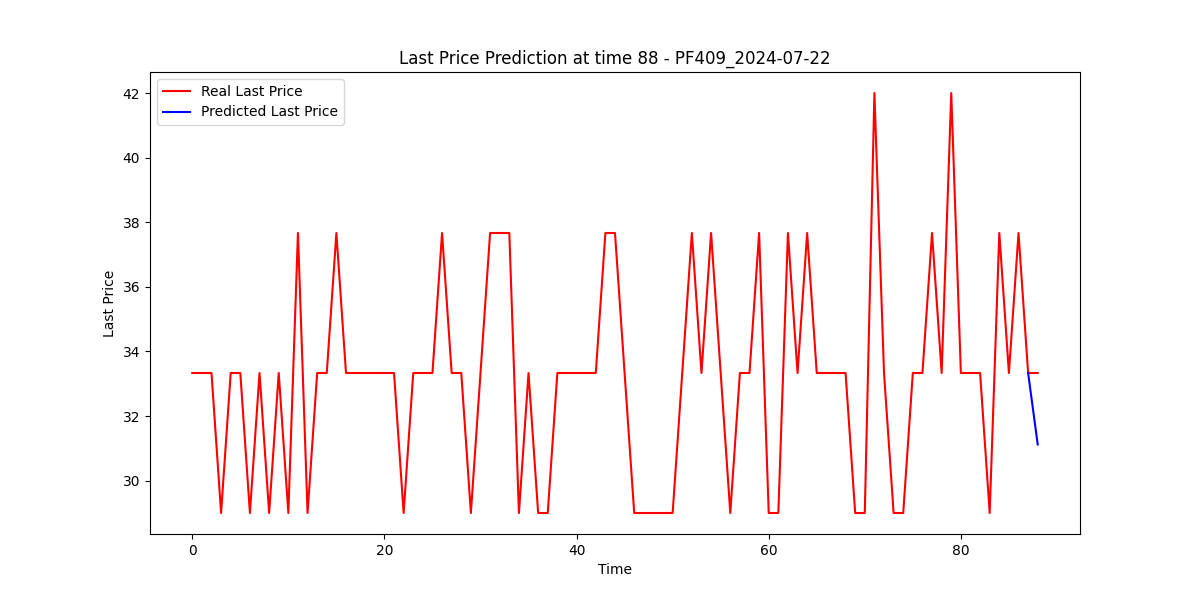 Last Price Prediction at time 88 - PF409_2024-07-22
Real Last Price
Predicted Last Price
42
40
38
36
34
32
30
Last Price
0 20 40 60 80
Time